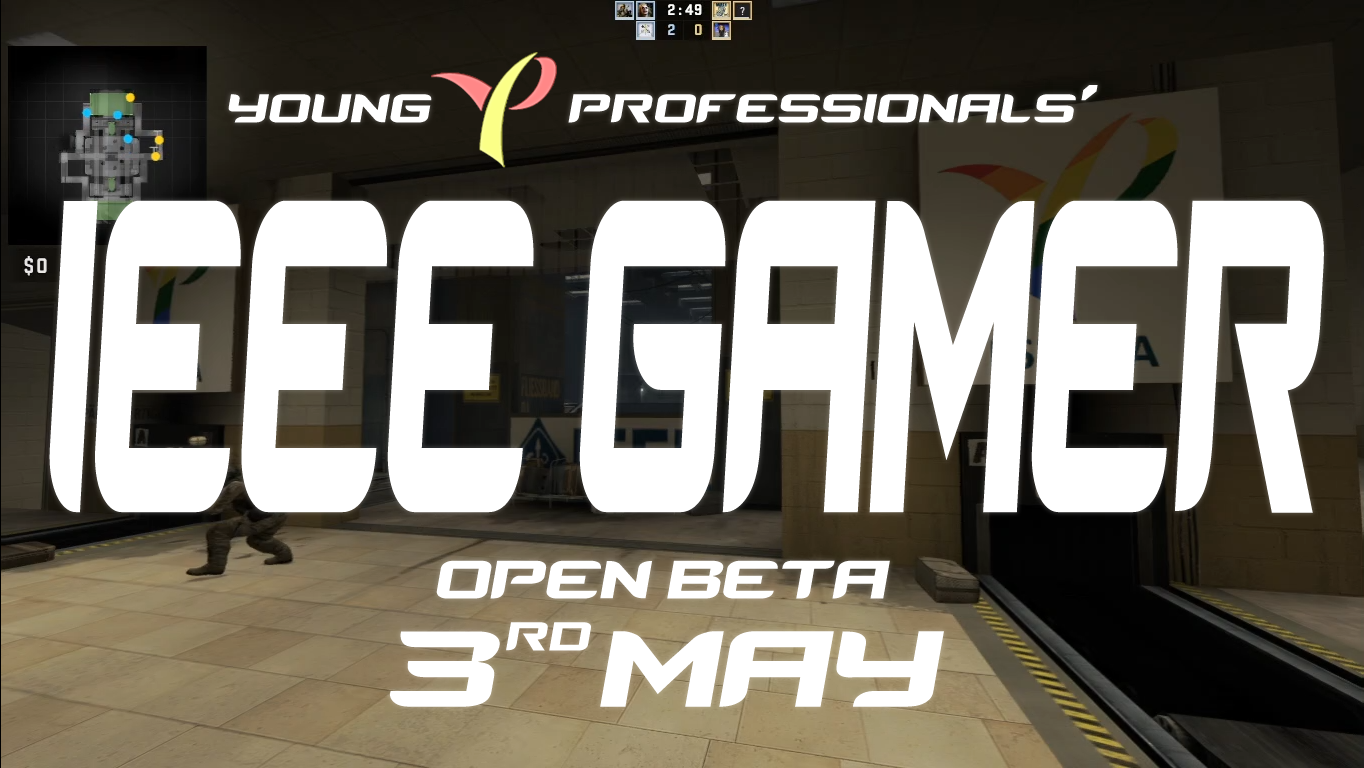 2:49
?
2 0
YOUNG PROFESSIONALS'
$0
IEEE GAMER
A
OPEN BETA
3RD MAY